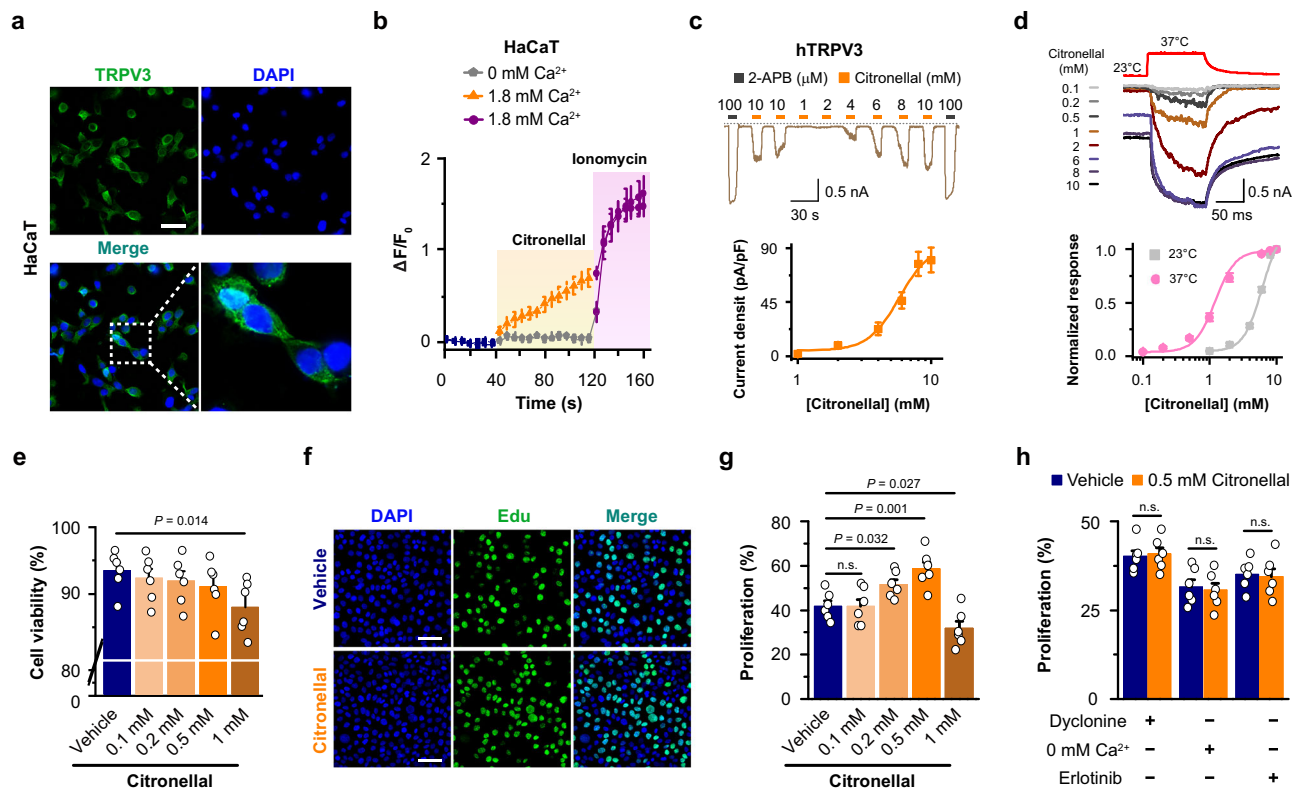 a
TRPV3
DAPI
Merge
HaCaT
b
HaCaT
0 mM Ca²⁺
1.8 mM Ca²⁺
1.8 mM Ca²⁺
Ionomycin
Citronellal
2
1
0
ΔF/F₀
0 40 80 120 160
Time (s)
c
hTRPV3
2-APB (μM) Citronellal (mM)
100 10 10 1 2 4 6 8 10 100
0.5 nA
30 s
90
45
0
Current densit (pA/pF)
1 10
[Citronellal] (mM)
d
37°C
Citronellal
(mM)
23°C
0.1
0.2
0.5
1
2
6
8
10
0.5 nA
50 ms
23°C
37°C
1.0
0.5
0.0
Normalized response
0.1 1 10
[Citronellal] (mM)
e
P = 0.014
100
90
80
0
Cell viability (%)
Vehicle 0.1 mM 0.2 mM 0.5 mM 1 mM
Citronellal
f
DAPI Edu Merge
Vehicle
Citronellal
g
P = 0.027
P = 0.001
P = 0.032
n.s.
80
60
40
20
0
Proliferation (%)
Vehicle 0.1 mM 0.2 mM 0.5 mM 1 mM
Citronellal
h
Vehicle 0.5 mM Citronellal
n.s. n.s. n.s.
50
25
0
Proliferation (%)
Dyclonine + − −
0 mM Ca²⁺ − + −
Erlotinib − − +